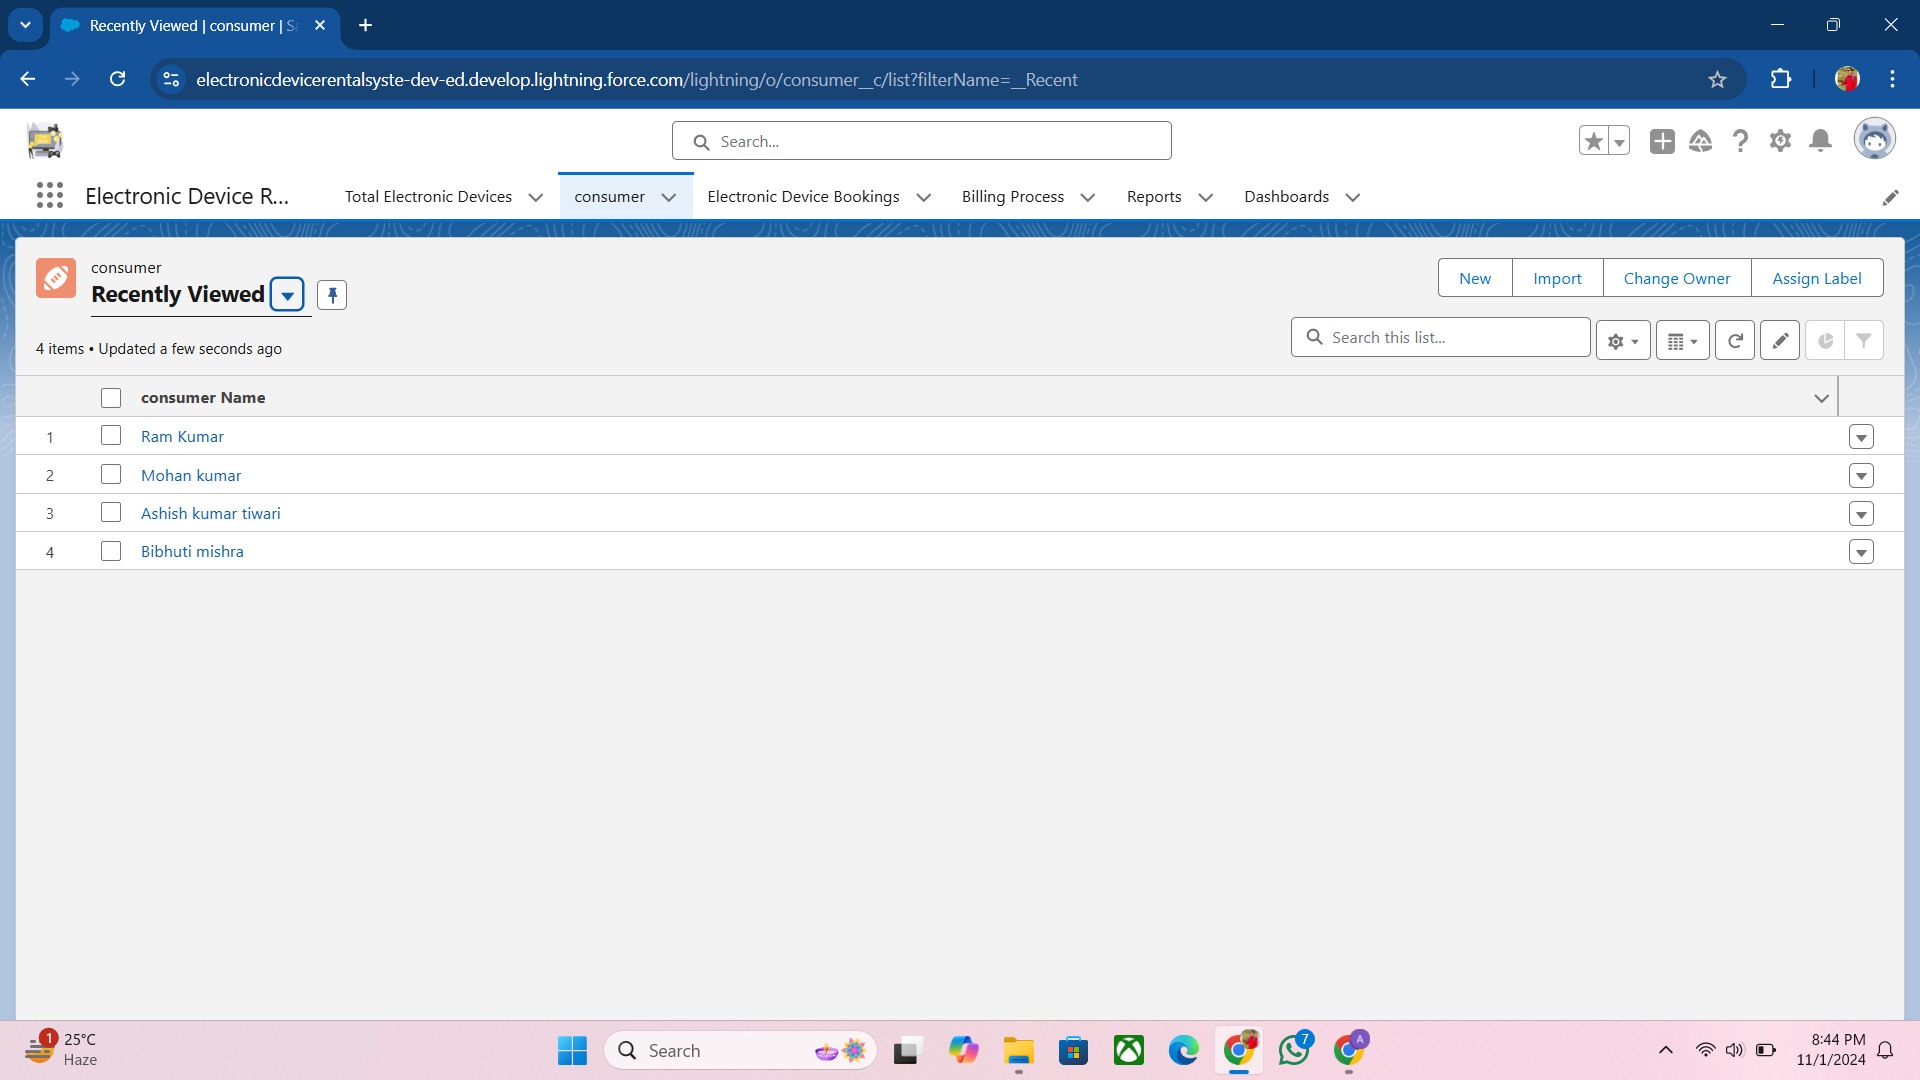 Recently Viewed | consumer | Sa
electronicdevicerentalsyste-dev-ed.develop.lightning.force.com/lightning/o/consumer__c/list?filterName=__Recent
Search...
Electronic Device R...
Total Electronic Devices
consumer
Electronic Device Bookings
Billing Process
Reports
Dashboards
consumer
Recently Viewed
New
Import
Change Owner
Assign Label
4 items • Updated a few seconds ago
Search this list...
consumer Name
1 Ram Kumar
2 Mohan kumar
3 Ashish kumar tiwari
4 Bibhuti mishra
1
25°C
Haze
Search
7
A
8:44 PM
11/1/2024